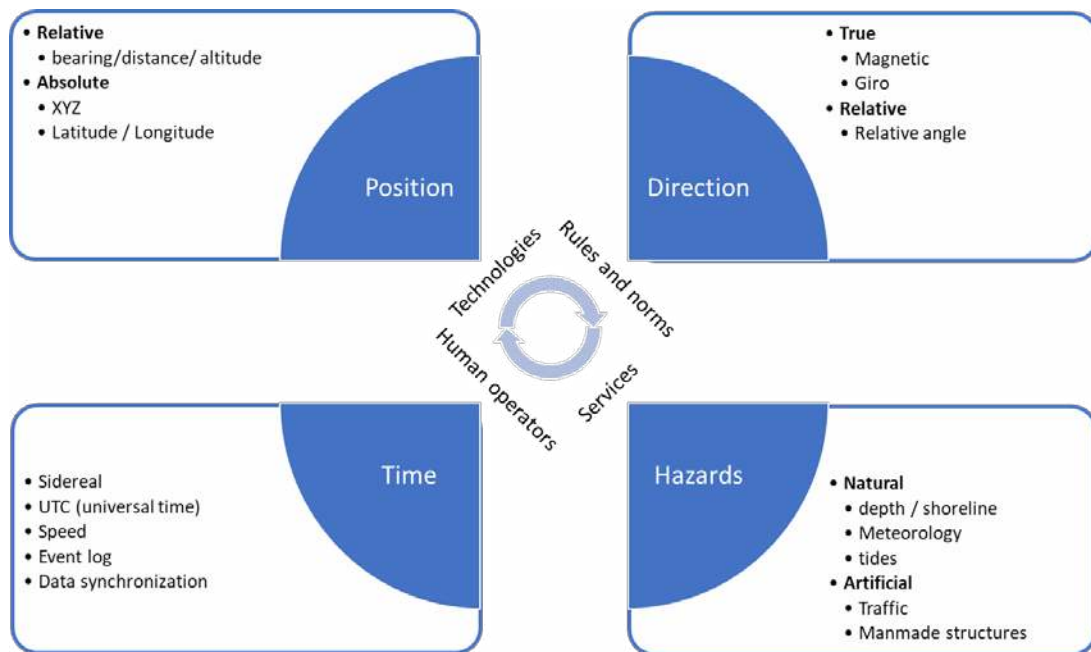 • Relative
• bearing/distance/ altitude
• Absolute
• XYZ
• Latitude / Longitude
Position
• True
• Magnetic
• Giro
• Relative
• Relative angle
Direction
Technologies
Rules and norms
Human operators
Services
• Sidereal
• UTC (universal time)
• Speed
• Event log
• Data synchronization
Time
Hazards
• Natural
• depth / shoreline
• Meteorology
• tides
• Artificial
• Traffic
• Manmade structures